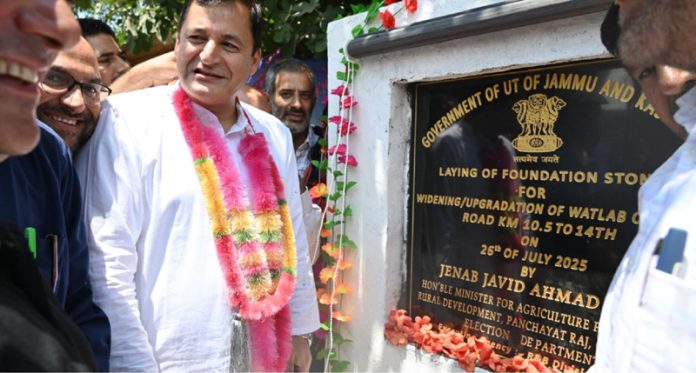 GOVERNMENT OF UT OF JAMMU AND
सत्यमेव जयते
LAYING OF FOUNDATION
FOR
WIDENING/UPGRADATION OF WATLAB
ROAD KM 10.5 TO 14TH
ON
26th OF JULY 2025
BY
JENAB JAVID AHMAD
HON'BLE MINISTER FOR AGRICULTURE
RURAL DEVELOPMENT, PANCHAYAT RAJ,
ELECTION DEPARTMENT